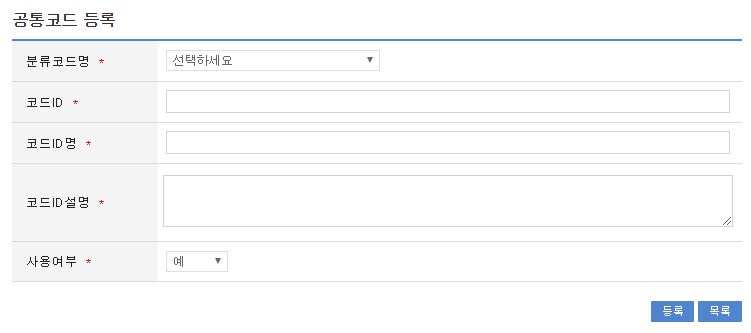 공통코드 등록
분류코드명 *
선택하세요
코드ID *
코드ID명 *
코드ID설명 *
사용여부 *
예
등록 목록